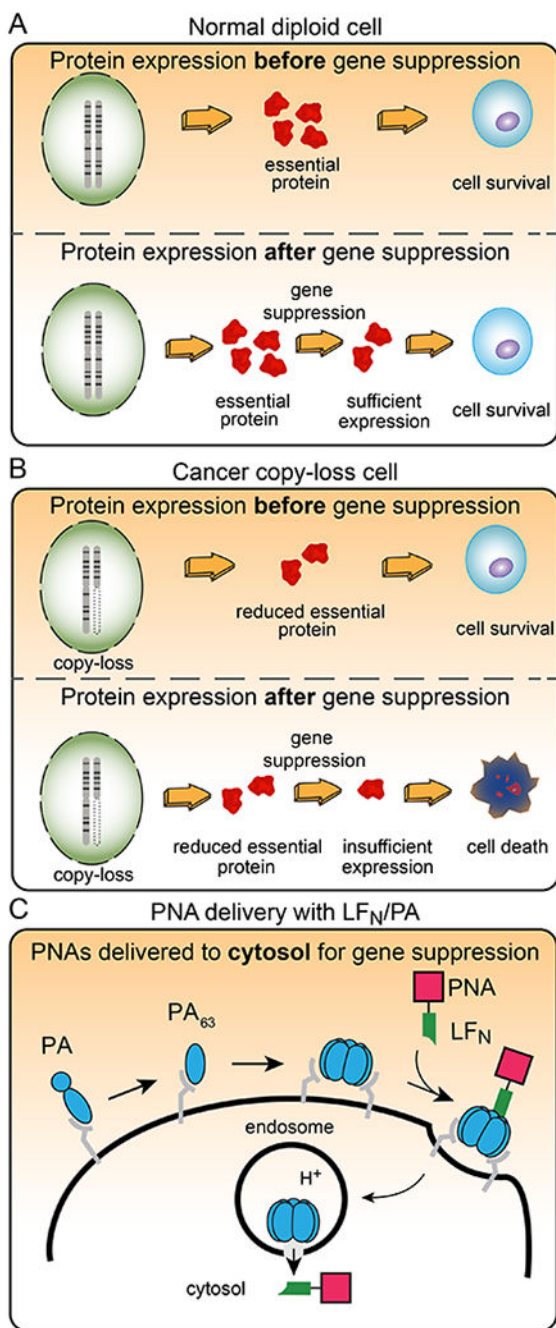 A
Normal diploid cell
Protein expression before gene suppression
essential
protein
cell survival
Protein expression after gene suppression
gene
suppression
essential
protein
sufficient
expression
cell survival
B
Cancer copy-loss cell
Protein expression before gene suppression
copy-loss
reduced essential
protein
cell survival
Protein expression after gene suppression
gene
suppression
copy-loss
reduced essential
protein
insufficient
expression
cell death
C
PNA delivery with LFN/PA
PNAs delivered to cytosol for gene suppression
PA
PA63
PNA
LFN
endosome
H+
cytosol